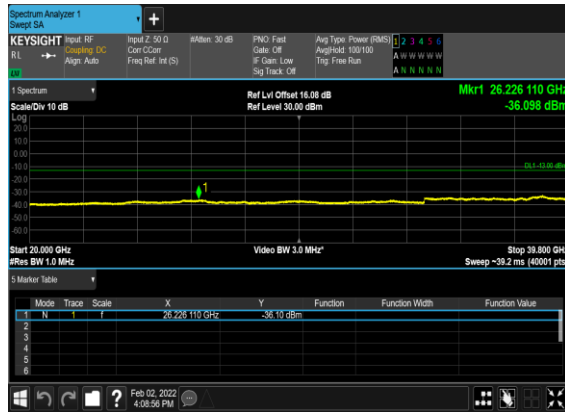 Spectrum Analyzer 1
Swept SA
+
KEYSIGHT Input: RF Input Z: 50 Ω #Atten: 30 dB PNO: Fast Avg Type: Power (RMS) 1 2 3 4 5 6
RL Coupling: DC Corr CCorr Gate: Off Avg|Hold: 100/100 A W W W W W
Align: Auto Freq Ref: Int (S) IF Gain: Low Trig: Free Run
Sig Track: Off A N N N N N
1 Spectrum Ref Lvl Offset 16.08 dB Mkr1 26.226 110 GHz
Scale/Div 10 dB Ref Level 30.00 dBm -36.098 dBm
Log
20.0
10.0
0.00
-10.0
DL1 -13.00 dBm
-20.0
-30.0
1
-40.0
-50.0
-60.0
Start 20.000 GHz Video BW 3.0 MHz* Stop 39.800 GHz
#Res BW 1.0 MHz Sweep ~39.2 ms (40001 pts)
5 Marker Table
Mode Trace Scale X Y Function Function Width Function Value
1 N 1 f 26.226 110 GHz -36.10 dBm
2
3
4
5
6
? Feb 02, 2022
4:08:56 PM